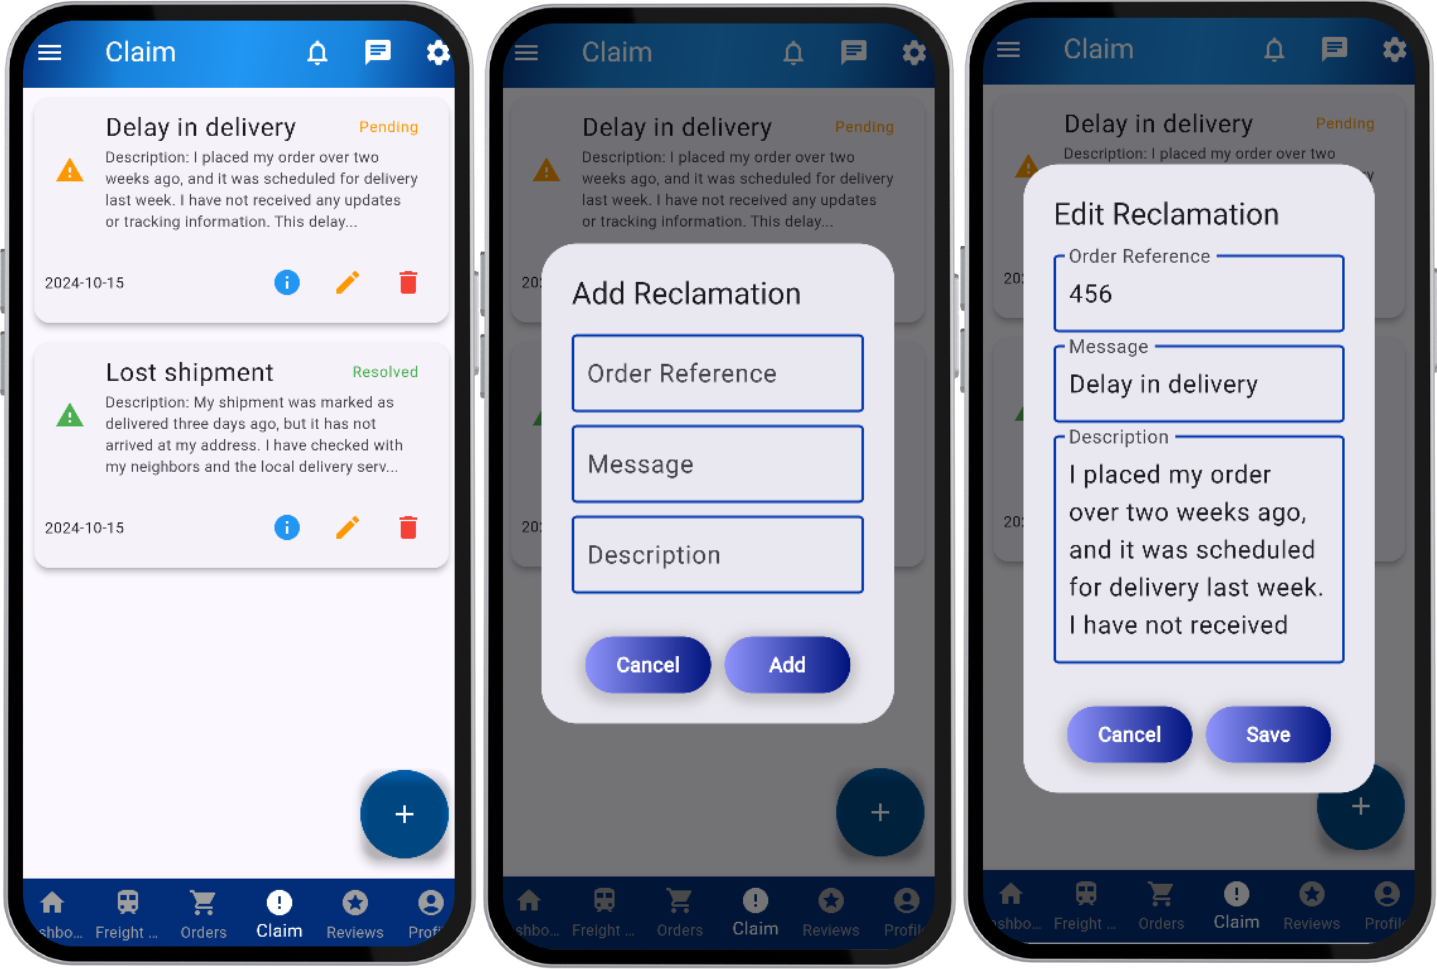 Claim
Delay in delivery
Pending
Description: I placed my order over two
weeks ago, and it was scheduled for delivery
last week. I have not received any updates
or tracking information. This delay...
2024-10-15
Lost shipment
Resolved
Description: My shipment was marked as
delivered three days ago, but it has not
arrived at my address. I have checked with
my neighbors and the local delivery serv...
2024-10-15
+
shbo...
Freight ...
Orders
Claim
Reviews
Profi
Claim
Delay in delivery
Pending
Description: I placed my order over two
weeks ago, and it was scheduled for delivery
last week. I have not received any updates
or tracking information. This delay...
202
Add Reclamation
Order Reference
Message
Description
202
Cancel
Add
+
hbo...
Freight ...
Orders
Claim
Reviews
Profil
Claim
Delay in delivery
Pending
Description: I placed my order over two
y
Edit Reclamation
Order Reference
456
20
Message
Delay in delivery
Description
I placed my order
over two weeks ago,
and it was scheduled
for delivery last week.
I have not received
20
Cancel
Save
+
shbo...
Freight ...
Orders
Claim
Reviews
Profile